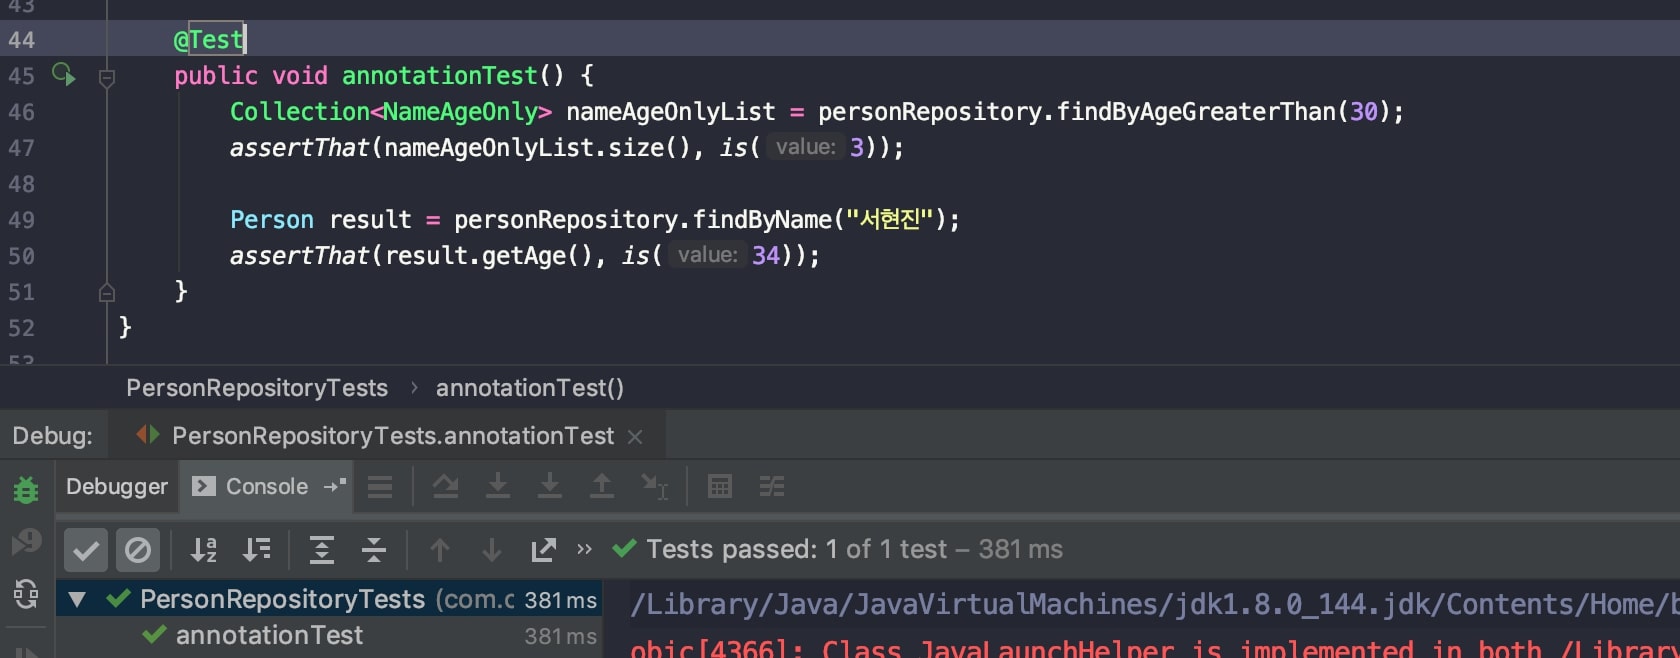 43
44 @Test
45 public void annotationTest() {
46 Collection<NameAgeOnly> nameAgeOnlyList = personRepository.findByAgeGreaterThan(30);
47 assertThat(nameAgeOnlyList.size(), is( value: 3));
48
49 Person result = personRepository.findByName("서현진");
50 assertThat(result.getAge(), is( value: 34));
51 }
52 }
53
PersonRepositoryTests › annotationTest()
Debug: PersonRepositoryTests.annotationTest ×
Debugger Console
» Tests passed: 1 of 1 test – 381 ms
PersonRepositoryTests (com.c 381 ms
annotationTest 381 ms
/Library/Java/JavaVirtualMachines/jdk1.8.0_144.jdk/Contents/Home/b
objc[4366]: Class JavaLaunchHelper is implemented in both /Library